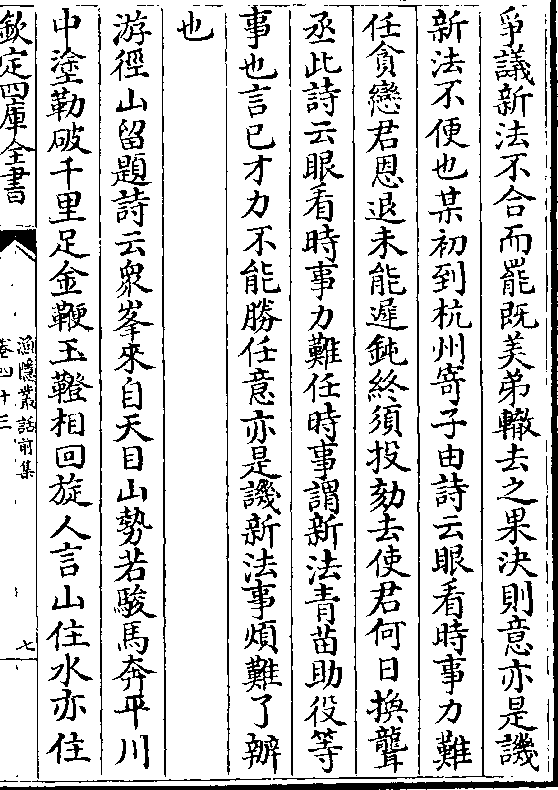 爭議新法不合而罷既美弟轍去之果決則意亦是譏
新法不便也某初到杭州寄子由詩云眼看時事力難
任貪戀君恩退未能遲鈍終須投劾去使君何日換聾
丞此詩云眼看時事力難任時事謂新法青苗助役等
事也言已才力不能勝任意亦是譏新法事煩難了辦
也
游徑山留題詩云衆峯來自天目山勢若駿馬奔平川
中塗勒破千里足金鞭玉鐙相回旋人言山住水亦住
欽定四庫全書
漁隱叢話前集
卷四十三
七